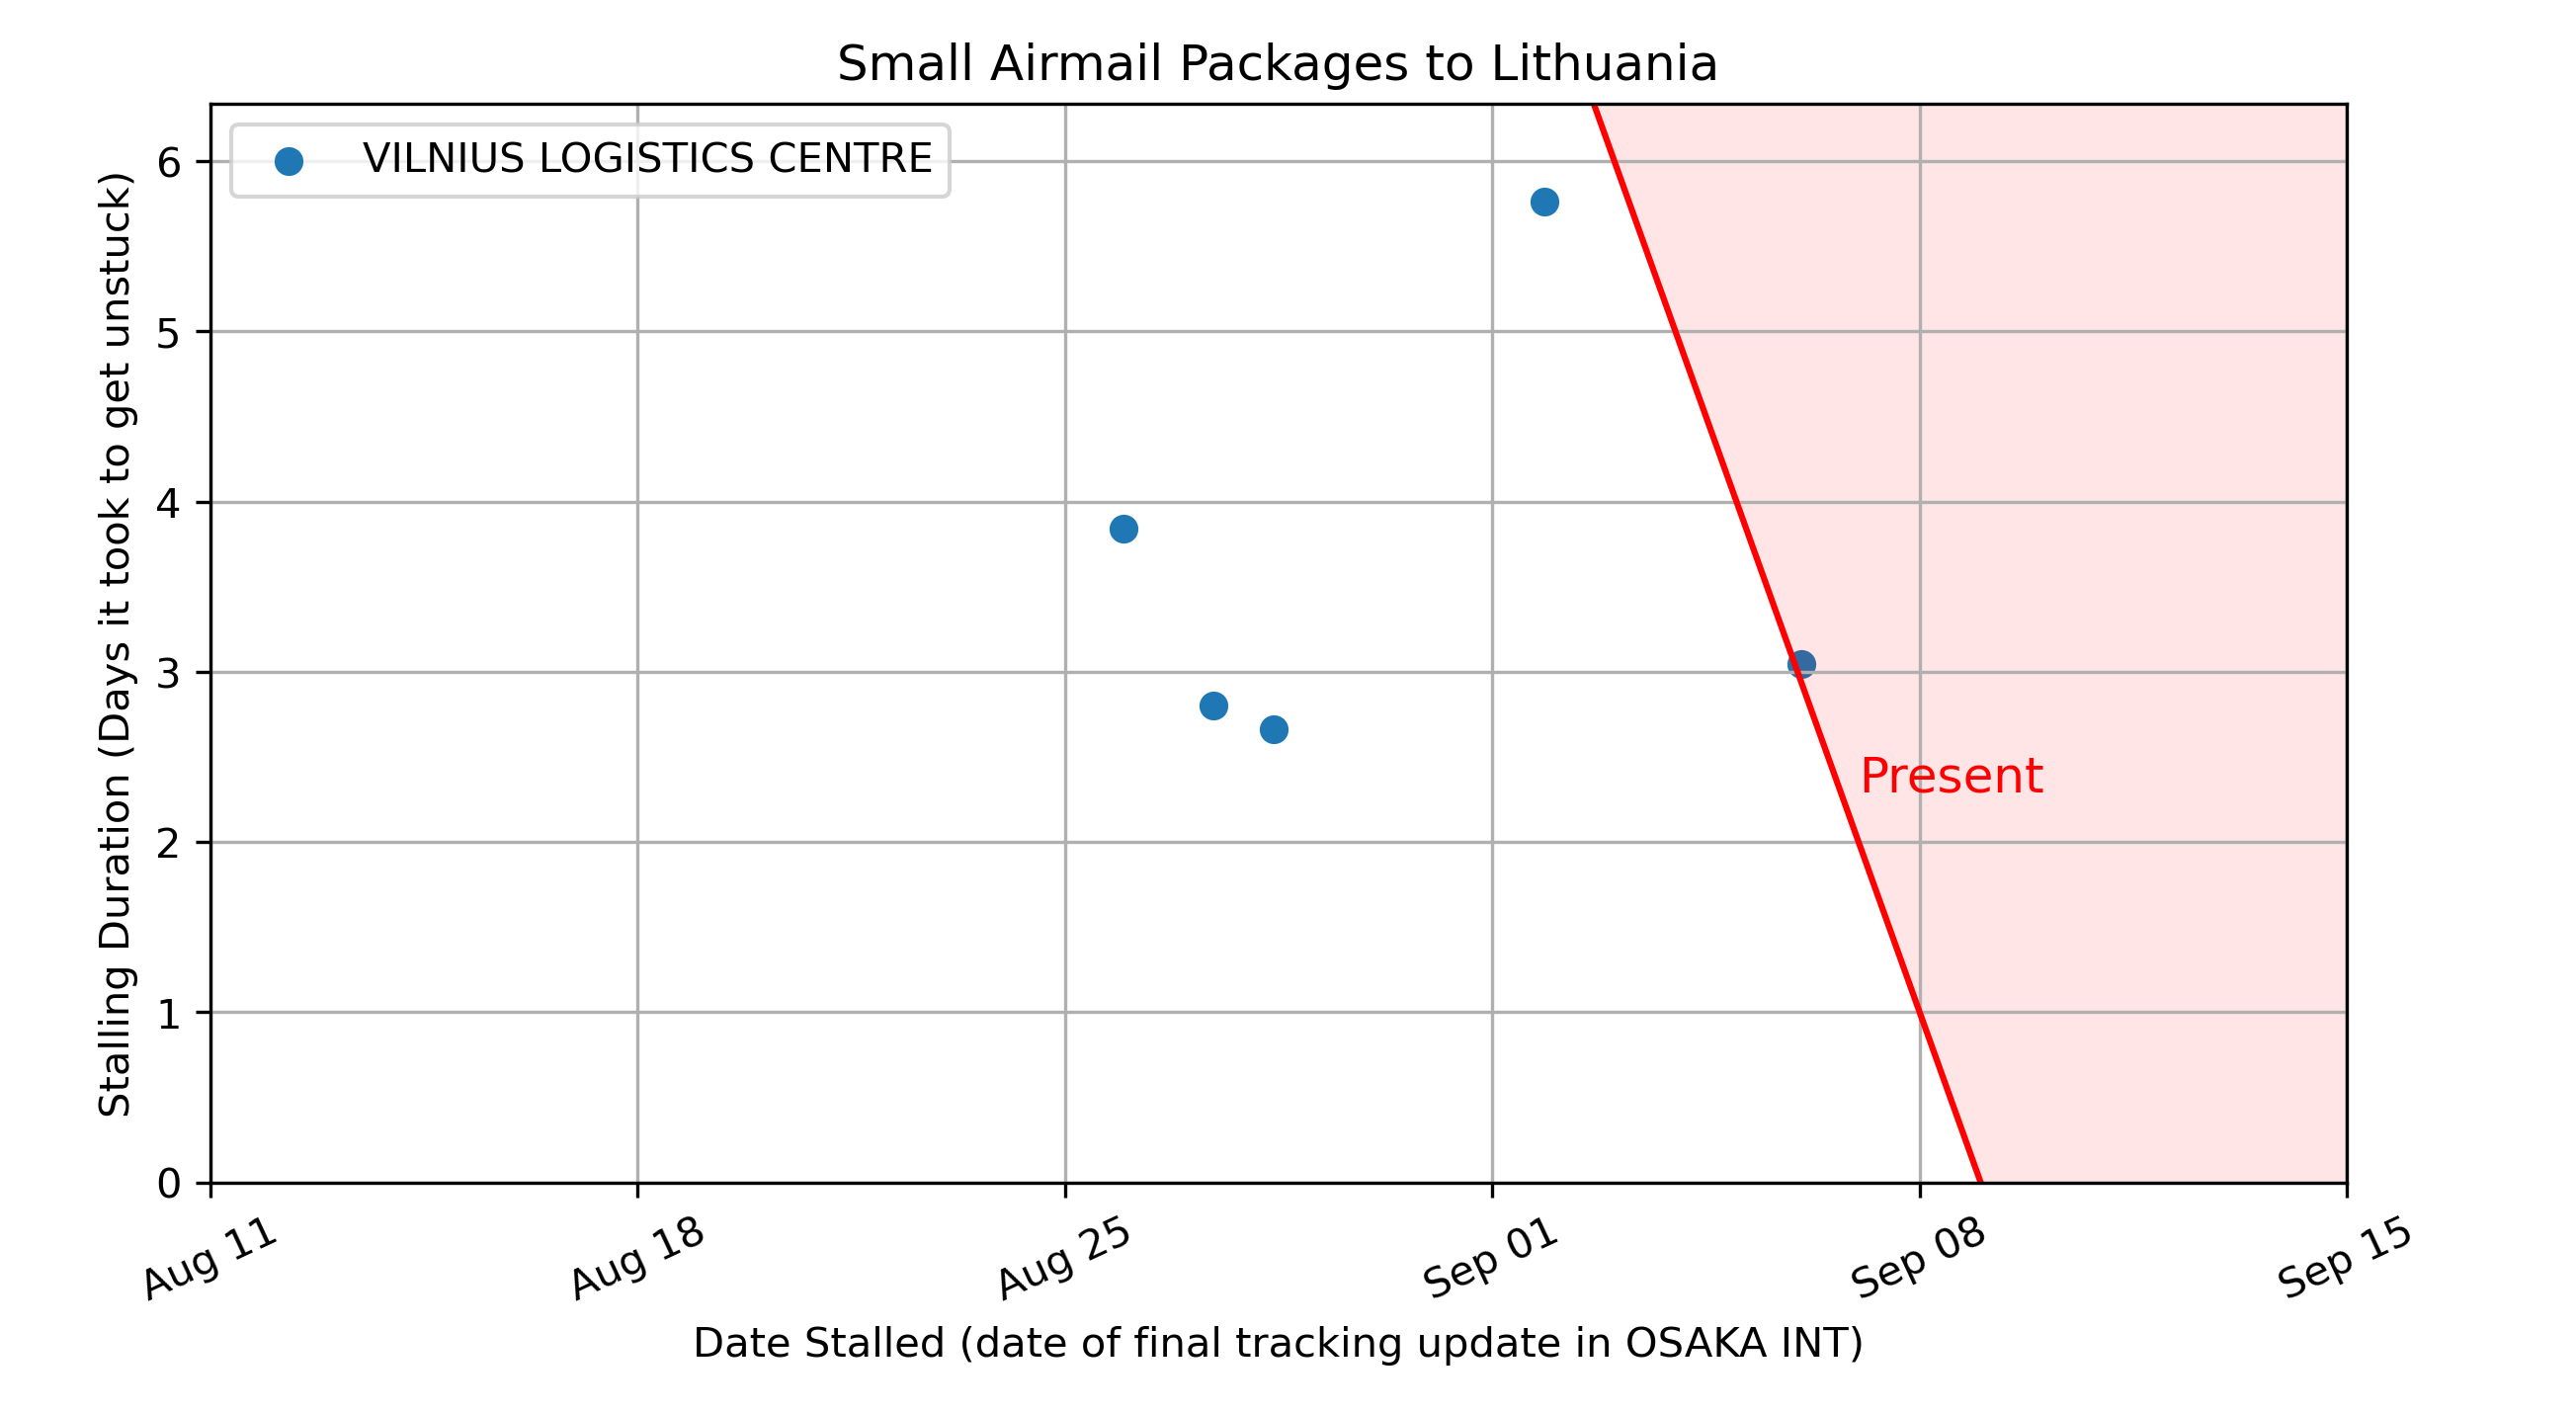 Small Airmail Packages to Lithuania
VILNIUS LOGISTICS CENTRE
Stalling Duration (Days it took to get unstuck)
6
5
4
3
2
1
0
Present
Aug 11
Aug 18
Aug 25
Sep 01
Sep 08
Sep 15
Date Stalled (date of final tracking update in OSAKA INT)